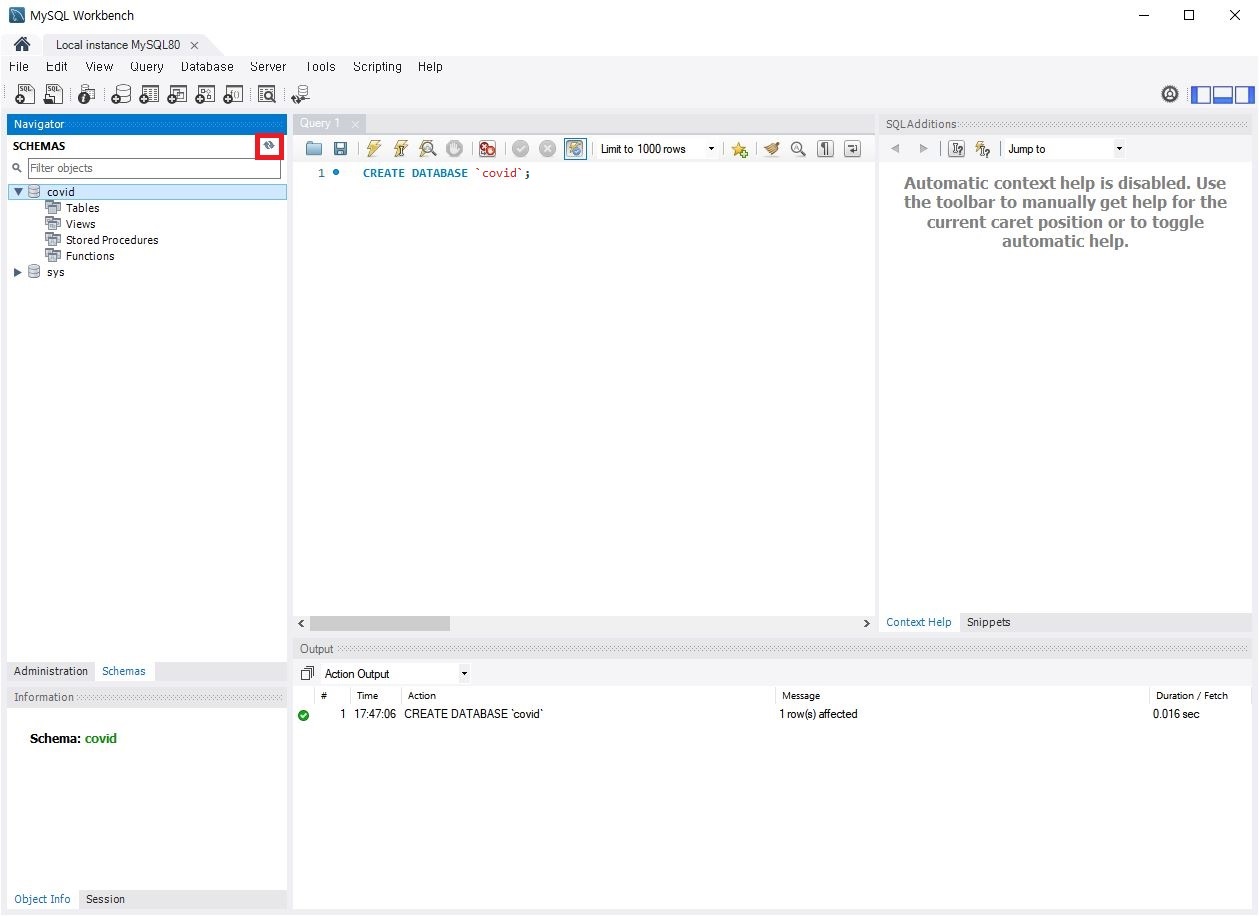 MySQL Workbench
Local instance MySQL80
File Edit View Query Database Server Tools Scripting Help
Navigator
SCHEMAS
Filter objects
covid
Tables
Views
Stored Procedures
Functions
sys
Administration Schemas
Information
Schema: covid
Object Info Session
Query 1
Limit to 1000 rows
1 CREATE DATABASE `covid`;
SQLAdditions
Jump to
Automatic context help is disabled. Use
the toolbar to manually get help for the
current caret position or to toggle
automatic help.
Context Help Snippets
Output
Action Output
# Time Action Message Duration / Fetch
1 17:47:06 CREATE DATABASE `covid` 1 row(s) affected 0.016 sec